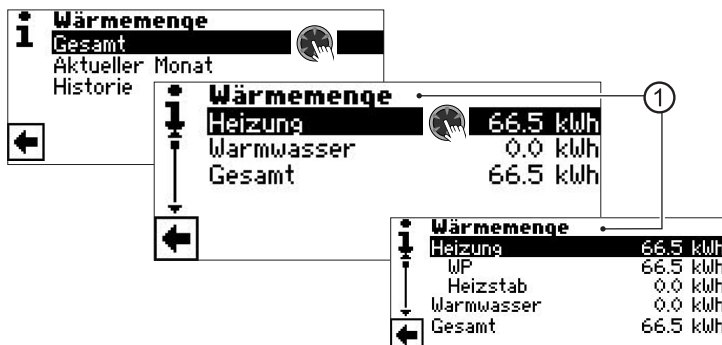 i Wärmemenge
Gesamt
Aktueller Monat
Historie
i Wärmemenge
Heizung 66.5 kWh
Warmwasser 0.0 kWh
Gesamt 66.5 kWh
1
i Wärmemenge
Heizung 66.5 kWh
WP 66.5 kWh
Heizstab 0.0 kWh
Warmwasser 0.0 kWh
Gesamt 66.5 kWh